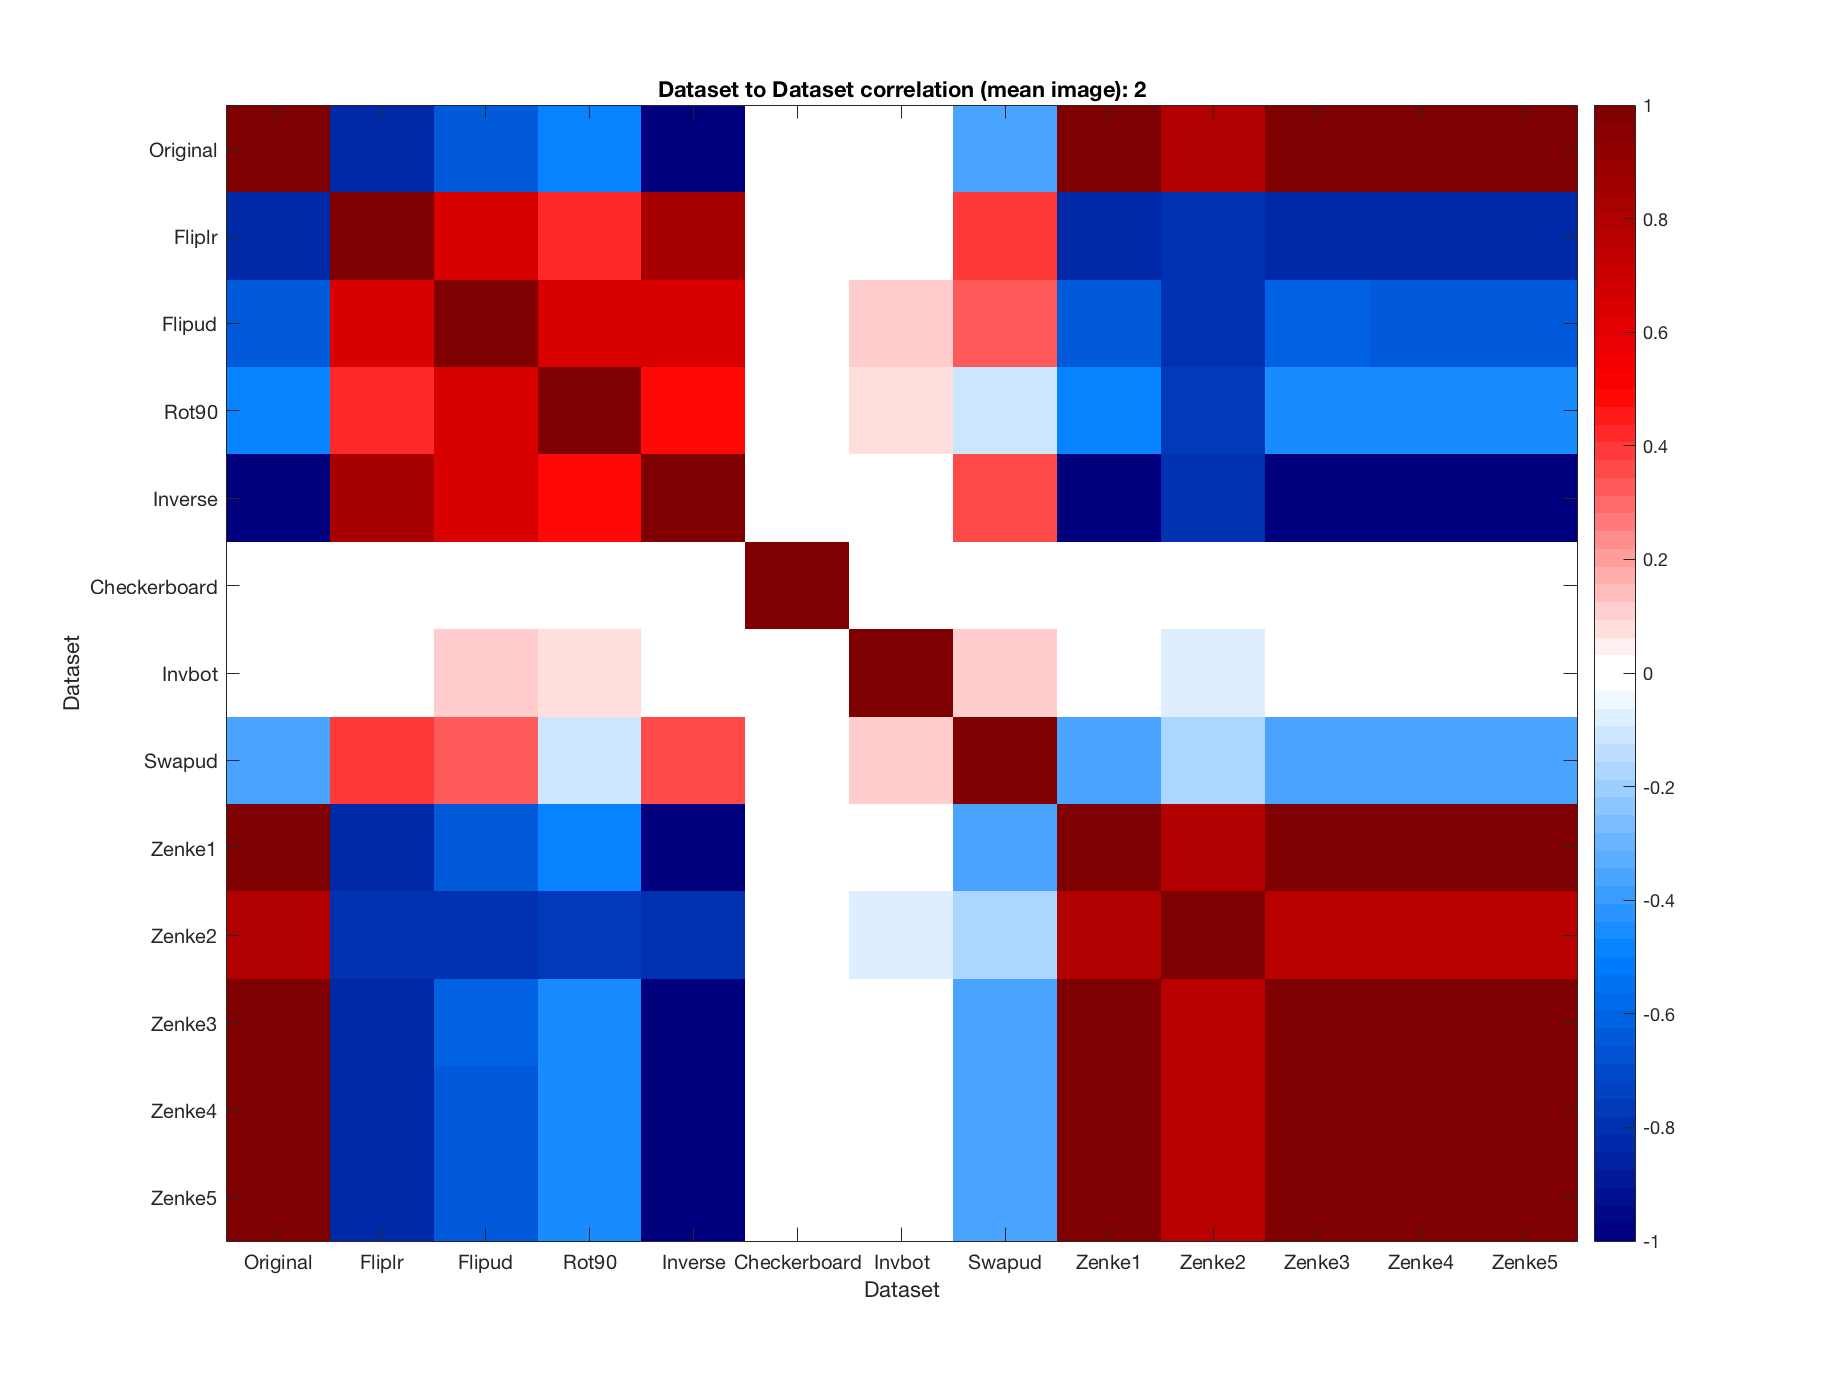 Dataset to Dataset correlation (mean image): 2
Original
Fliplr
Flipud
Rot90
Inverse
Checkerboard
Invbot
Swapud
Zenke1
Zenke2
Zenke3
Zenke4
Zenke5
Dataset
Original Fliplr Flipud Rot90 Inverse Checkerboard Invbot Swapud Zenke1 Zenke2 Zenke3 Zenke4 Zenke5
Dataset
1
0.8
0.6
0.4
0.2
0
-0.2
-0.4
-0.6
-0.8
-1